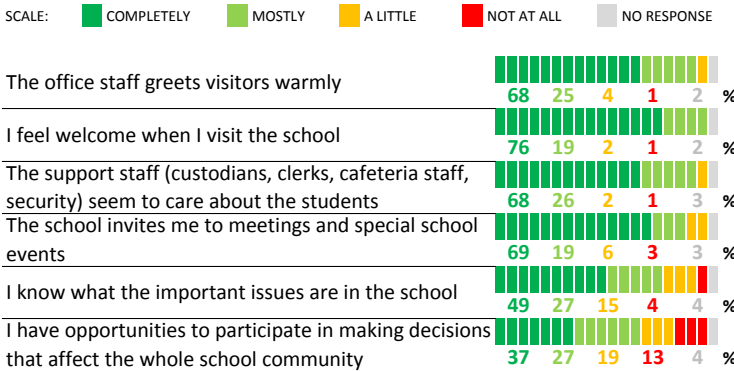 SCALE: COMPLETELY MOSTLY A LITTLE NOT AT ALL NO RESPONSE
The office staff greets visitors warmly
68 25 4 1 2 %
I feel welcome when I visit the school
76 19 2 1 2 %
The support staff (custodians, clerks, cafeteria staff,
security) seem to care about the students
68 26 2 1 3 %
The school invites me to meetings and special school
events
69 19 6 3 3 %
I know what the important issues are in the school
49 27 15 4 4 %
I have opportunities to participate in making decisions
that affect the whole school community
37 27 19 13 4 %